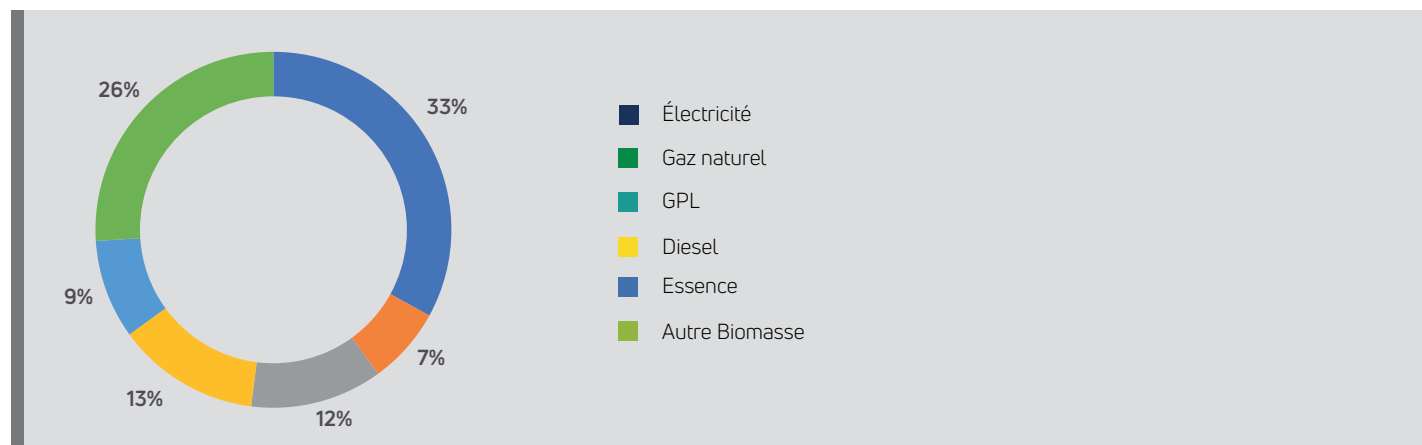 26%
33%
9%
7%
13%
12%
Électricité
Gaz naturel
GPL
Diesel
Essence
Autre Biomasse